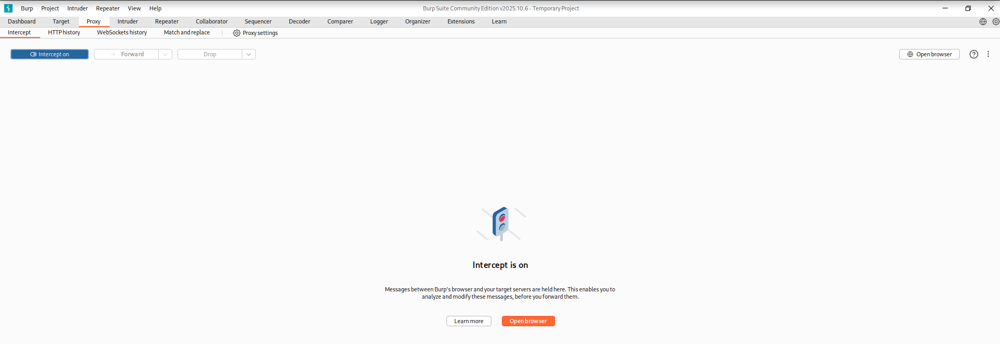 Burp Project Intruder Repeater View Help Burp Suite Community Edition v2025.10.6 - Temporary Project
Dashboard Target Proxy Intruder Repeater Collaborator Sequencer Decoder Comparer Logger Organizer Extensions Learn
Intercept HTTP history WebSockets history Match and replace Proxy settings
Intercept on Forward Drop Open browser
Intercept is on
Messages between Burp's browser and your target servers are held here. This enables you to
analyze and modify these messages, before you forward them.
Learn more Open browser